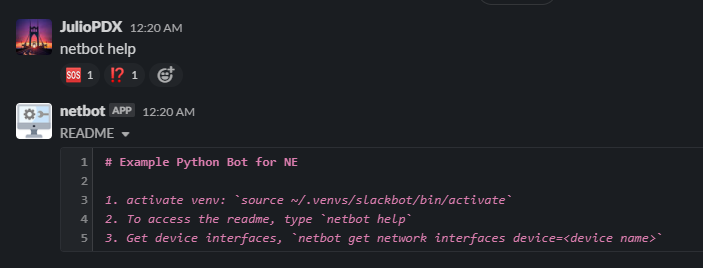 JulioPDX 12:20 AM
netbot help
🆘 1 ⁉️ 1
netbot APP 12:20 AM
README
1 # Example Python Bot for NE
2
3 1. activate venv: `source ~/.venvs/slackbot/bin/activate`
4 2. To access the readme, type `netbot help`
5 3. Get device interfaces, `netbot get network interfaces device=<device name>`